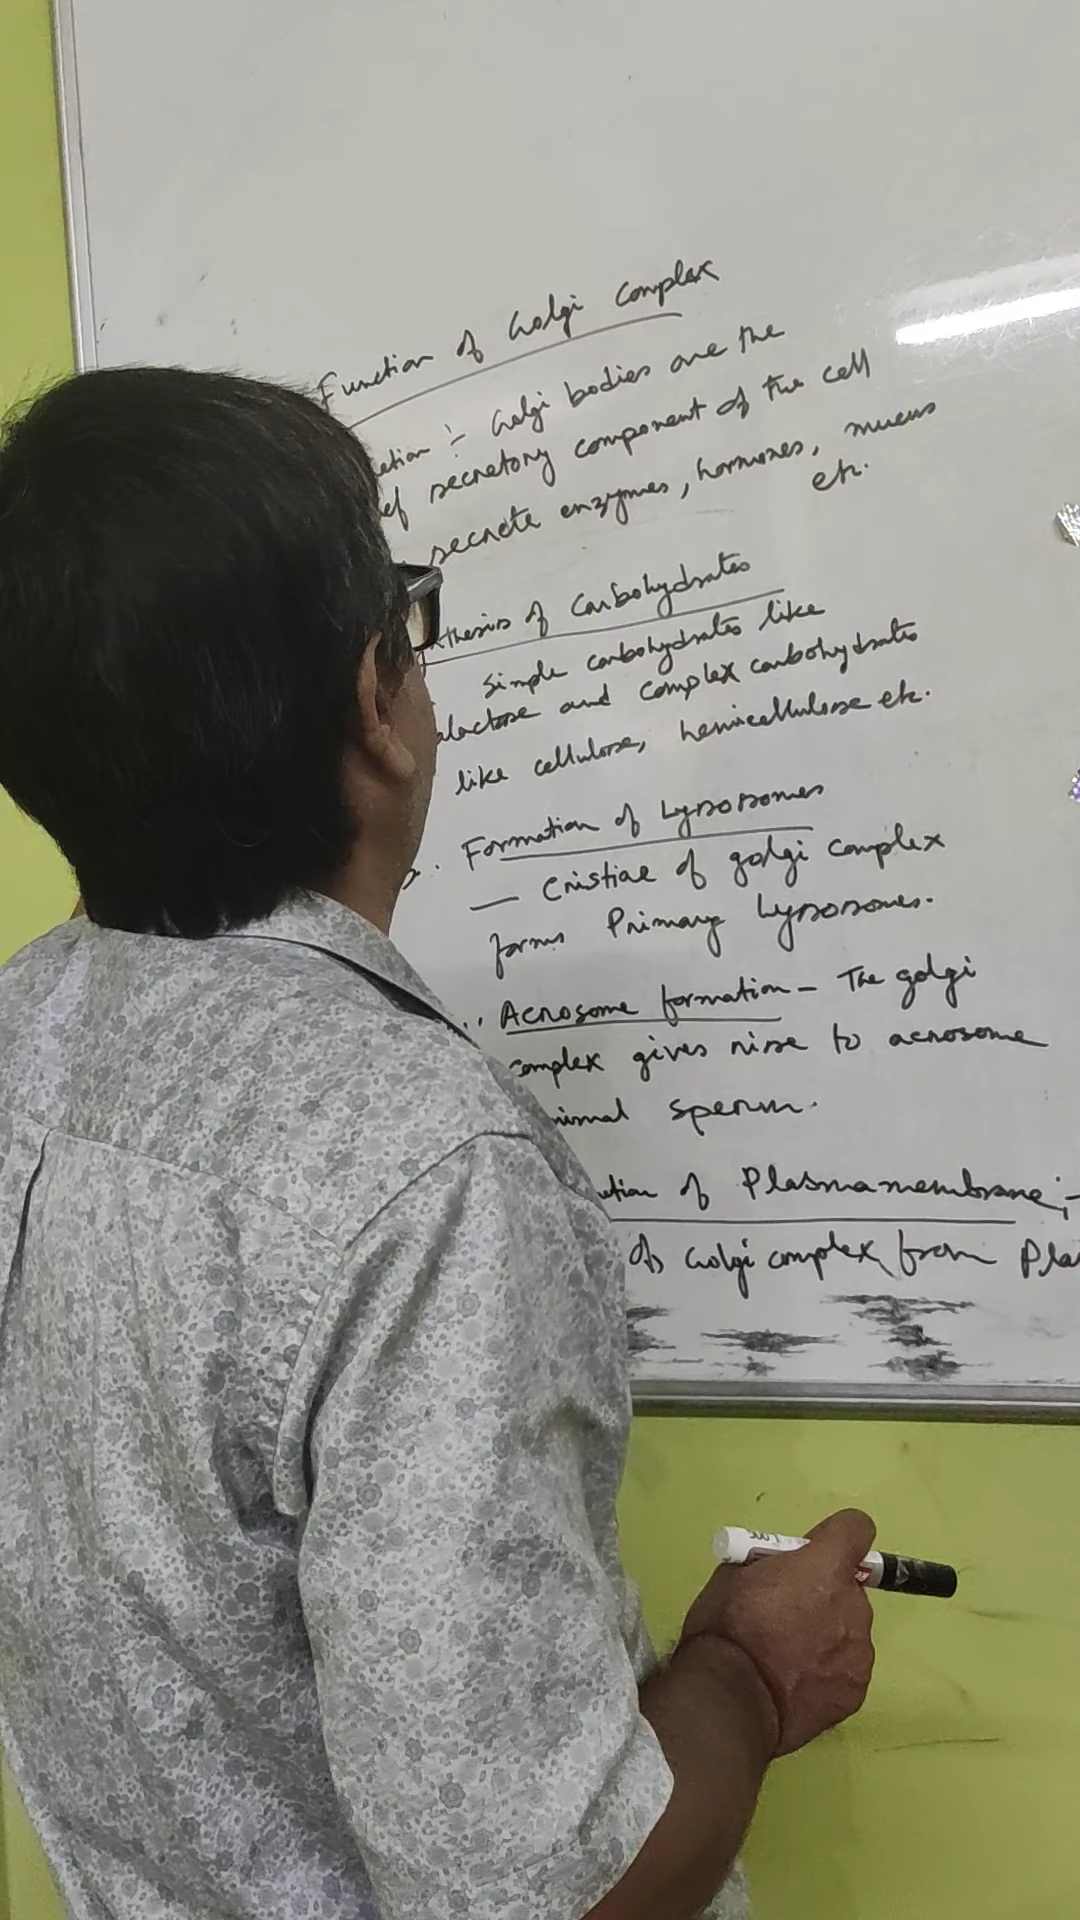 Function of Golgi Complex
etion :- Golgi bodies are the
ef secretory component of the cell
secrete enzymes, hormones, mucus
etc.
thesis of Carbohydrates
Simple carbohydrates like
alactose and complex carbohydrates
like cellulose, hemicellulose etc.
Formation of Lysosomes
— Cristiae of golgi complex
forms Primary Lysosomes.
Acrosome formation - The golgi
complex gives rise to acrosome
nimal sperm.
ution of Plasmamembrane :-
of Golgi complex from Pla